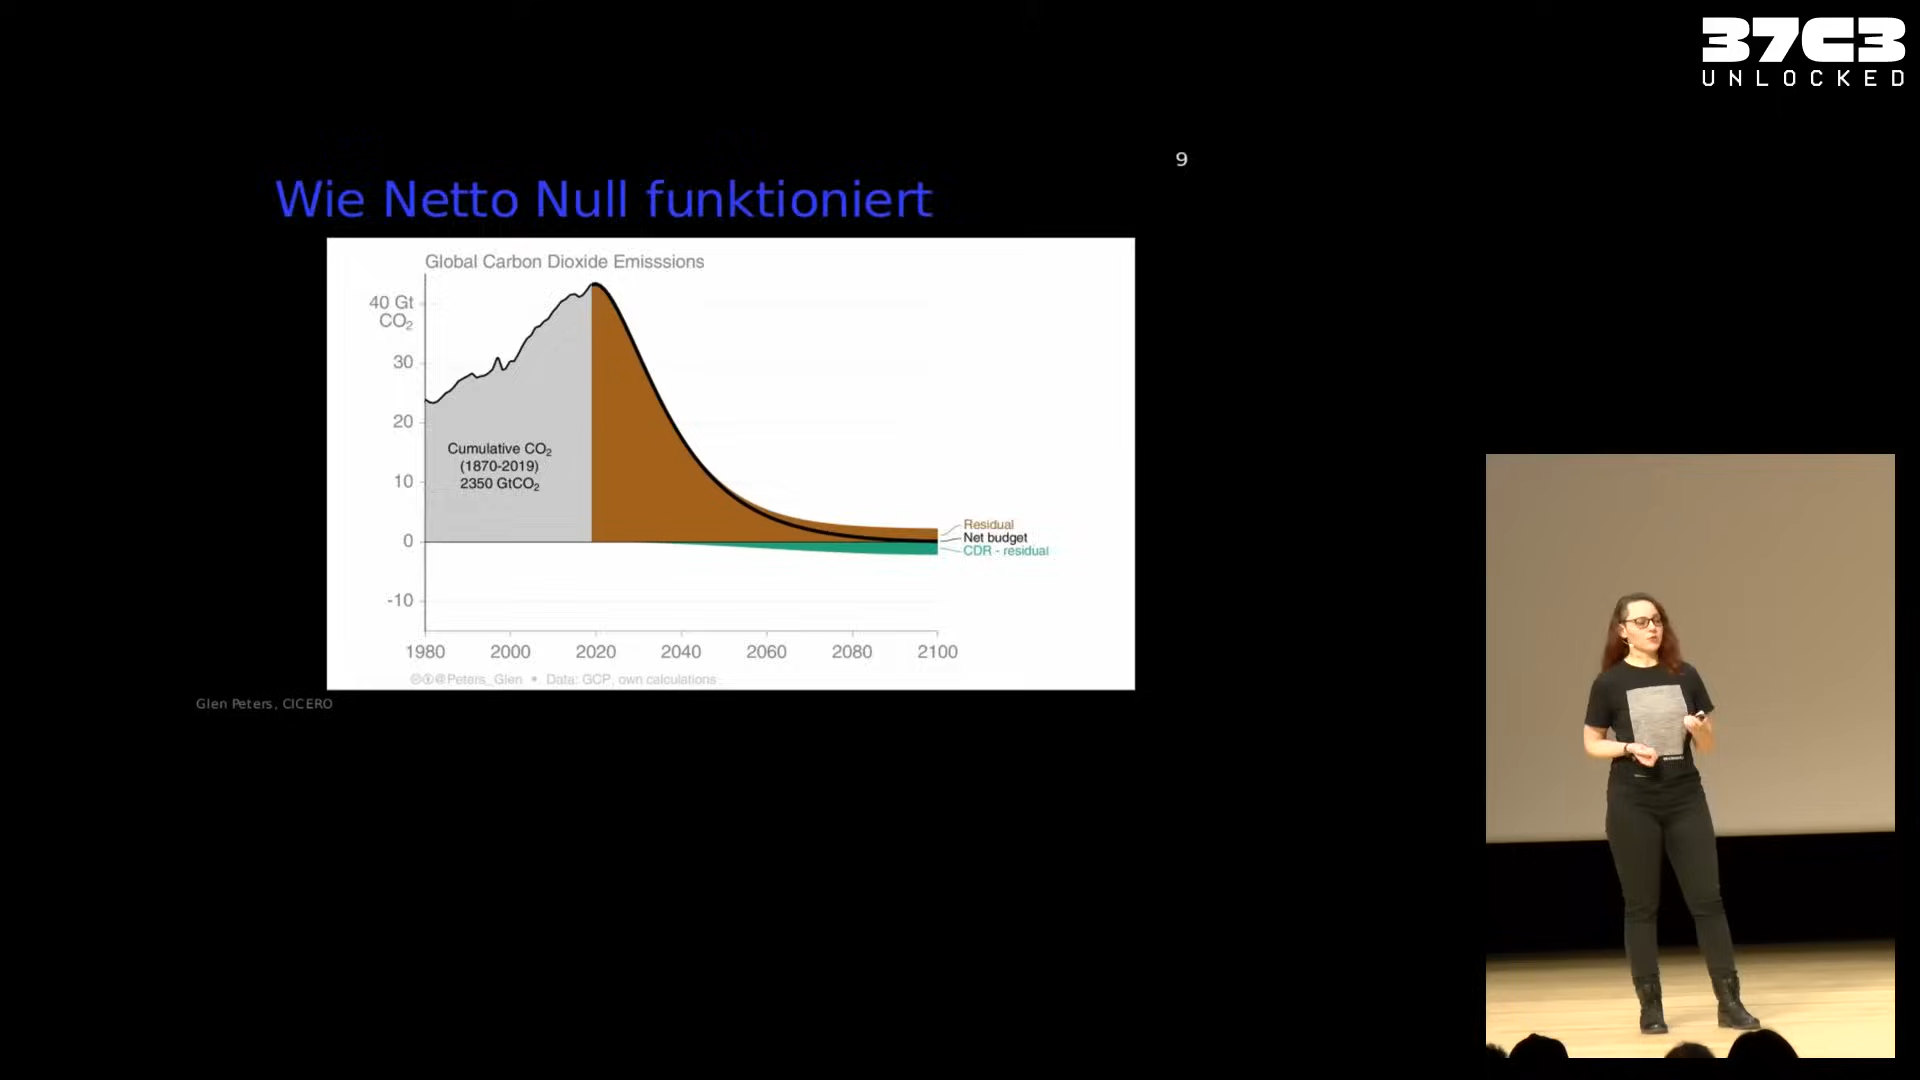 37C3
UNLOCKED
9
Wie Netto Null funktioniert
Global Carbon Dioxide Emisssions
40 Gt
CO₂
30
20
10
0
-10
Cumulative CO₂
(1870-2019)
2350 GtCO₂
Residual
Net budget
CDR - residual
1980 2000 2020 2040 2060 2080 2100
@Peters_Glen • Data: GCP, own calculations
Glen Peters, CICERO